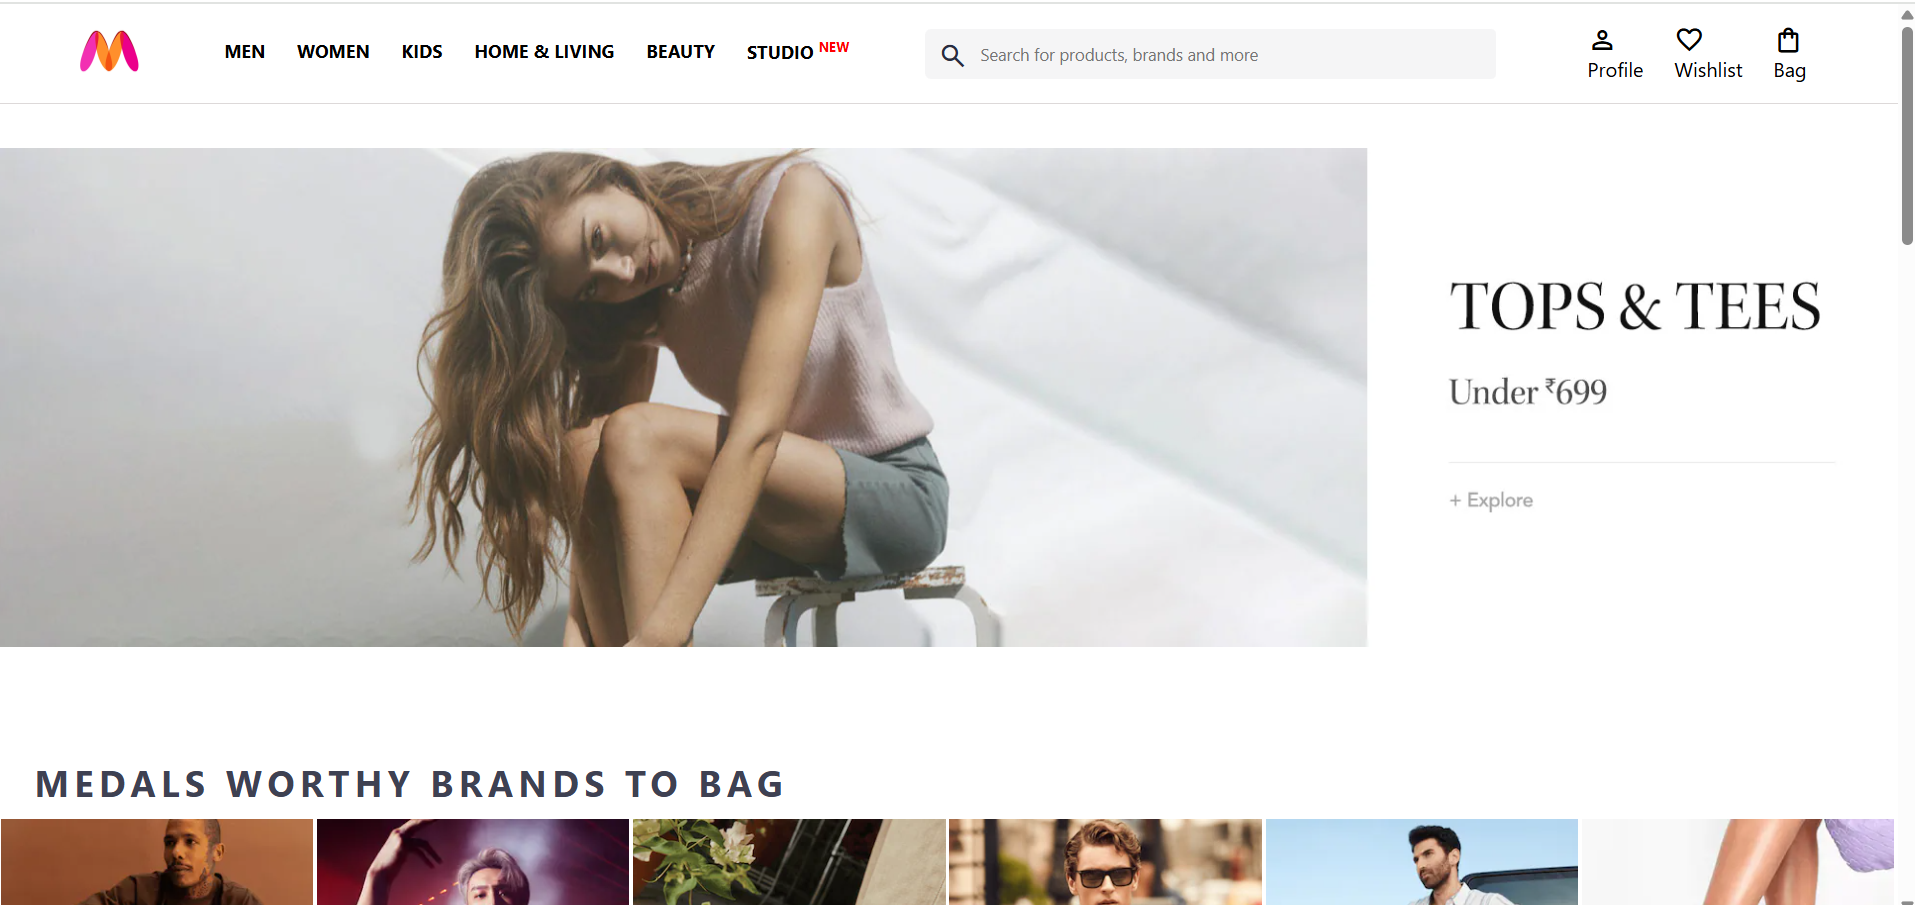 MEN WOMEN KIDS HOME & LIVING BEAUTY STUDIO NEW
Search for products, brands and more
Profile Wishlist Bag
TOPS & TEES
Under ₹699
+ Explore
MEDALS WORTHY BRANDS TO BAG